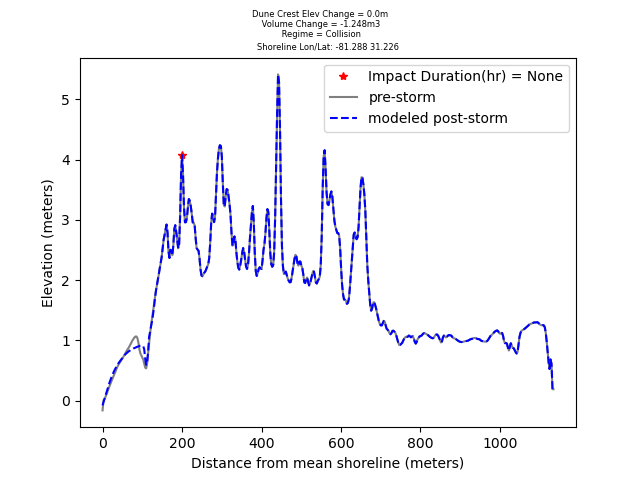 Dune Crest Elev Change = 0.0m
Volume Change = -1.248m3
Regime = Collision
Shoreline Lon/Lat: -81.288 31.226
Impact Duration(hr) = None
pre-storm
modeled post-storm
Elevation (meters)
5
4
3
2
1
0
0 200 400 600 800 1000
Distance from mean shoreline (meters)